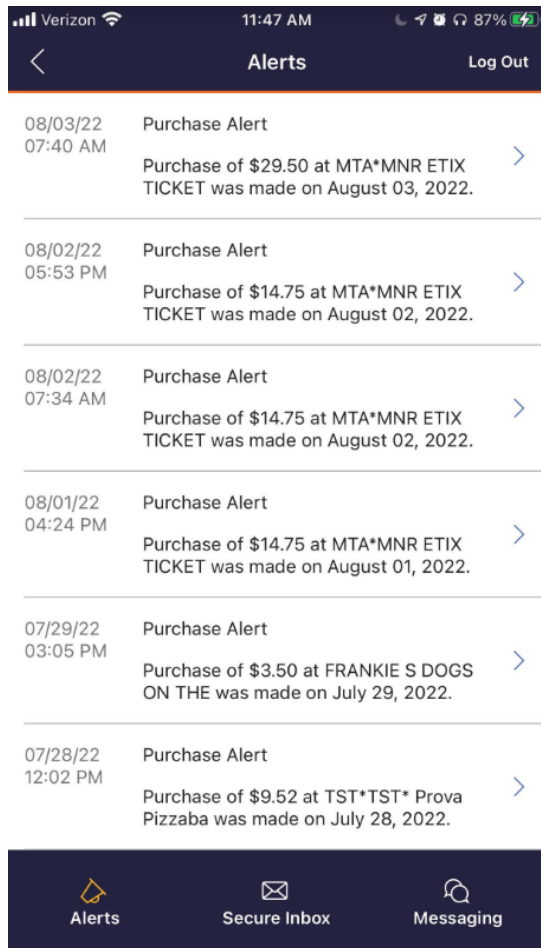 Verizon 11:47 AM 87%
Alerts Log Out
08/03/22 Purchase Alert
07:40 AM
Purchase of $29.50 at MTA*MNR ETIX
TICKET was made on August 03, 2022.
08/02/22 Purchase Alert
05:53 PM
Purchase of $14.75 at MTA*MNR ETIX
TICKET was made on August 02, 2022.
08/02/22 Purchase Alert
07:34 AM
Purchase of $14.75 at MTA*MNR ETIX
TICKET was made on August 02, 2022.
08/01/22 Purchase Alert
04:24 PM
Purchase of $14.75 at MTA*MNR ETIX
TICKET was made on August 01, 2022.
07/29/22 Purchase Alert
03:05 PM
Purchase of $3.50 at FRANKIE S DOGS
ON THE was made on July 29, 2022.
07/28/22 Purchase Alert
12:02 PM
Purchase of $9.52 at TST*TST* Prova
Pizzaba was made on July 28, 2022.
Alerts Secure Inbox Messaging